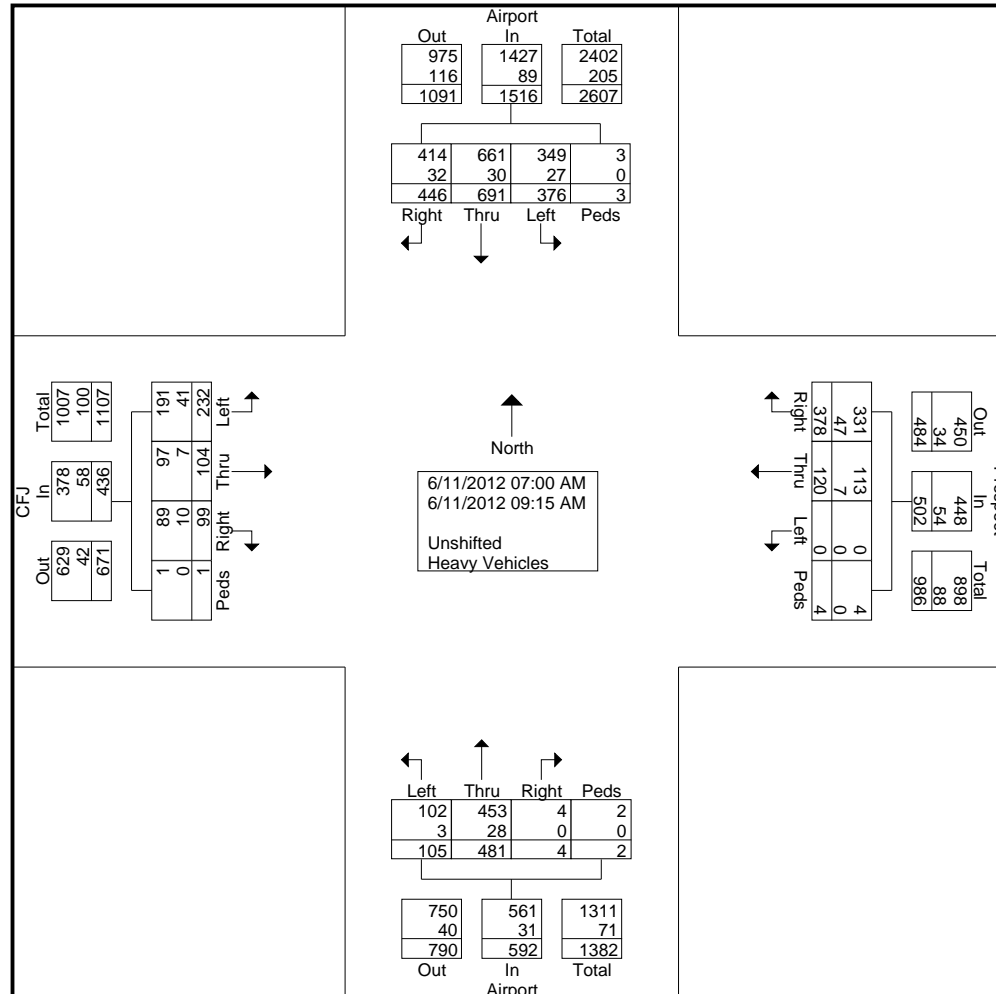 Airport
Out In Total
975 1427 2402
116 89 205
1091 1516 2607
414 661 349 3
32 30 27 0
446 691 376 3
Right Thru Left Peds
CFJ
Total In Out
1007 378 629
100 58 42
1107 436 671
191 97 89 1
41 7 10 0
232 104 99 1
Left Thru Right Peds
North
6/11/2012 07:00 AM
6/11/2012 09:15 AM
Unshifted
Heavy Vehicles
Right Thru Left Peds
331 113 0 4
47 7 0 0
378 120 0 4
Out In Total
450 448 898
34 54 88
484 502 986
Left Thru Right Peds
102 453 4 2
3 28 0 0
105 481 4 2
750 561 1311
40 31 71
790 592 1382
Out In Total
Airport